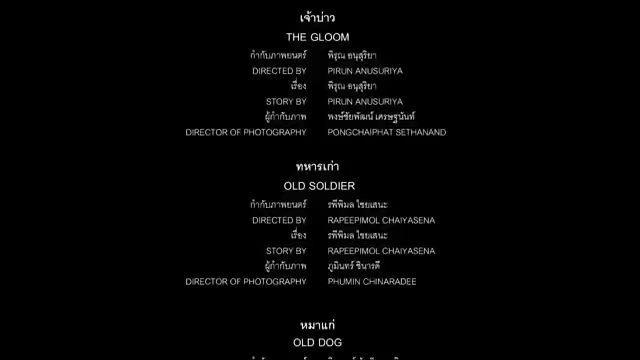 เจ้าบ่าว
THE GLOOM
กำกับภาพยนตร์ พิรุณ อนุสุริยา
DIRECTED BY PIRUN ANUSURIYA
เรื่อง พิรุณ อนุสุริยา
STORY BY PIRUN ANUSURIYA
ผู้กำกับภาพ พงษ์ชัยพัฒน์ เศรษฐนันท์
DIRECTOR OF PHOTOGRAPHY PONGCHAIPHAT SETHANAND
ทหารเก่า
OLD SOLDIER
กำกับภาพยนตร์ รพีพิมล ไชยเสนะ
DIRECTED BY RAPEEPIMOL CHAIYASENA
เรื่อง รพีพิมล ไชยเสนะ
STORY BY RAPEEPIMOL CHAIYASENA
ผู้กำกับภาพ ภูมินทร์ ชินารดี
DIRECTOR OF PHOTOGRAPHY PHUMIN CHINARADEE
หมาแก่
OLD DOG